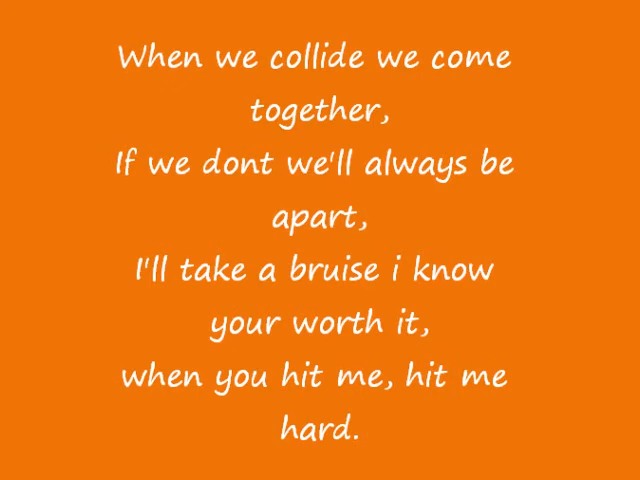 When we collide we come
together,
If we dont we'll always be
apart,
I'll take a bruise i know
your worth it,
when you hit me, hit me
hard.